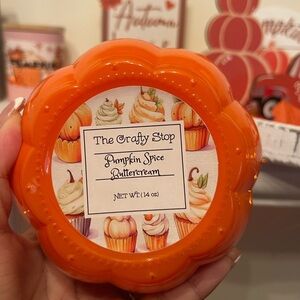 The Crafty Stop
Pumpkin Spice
Buttercream
NET WT (14 oz)
Autumn